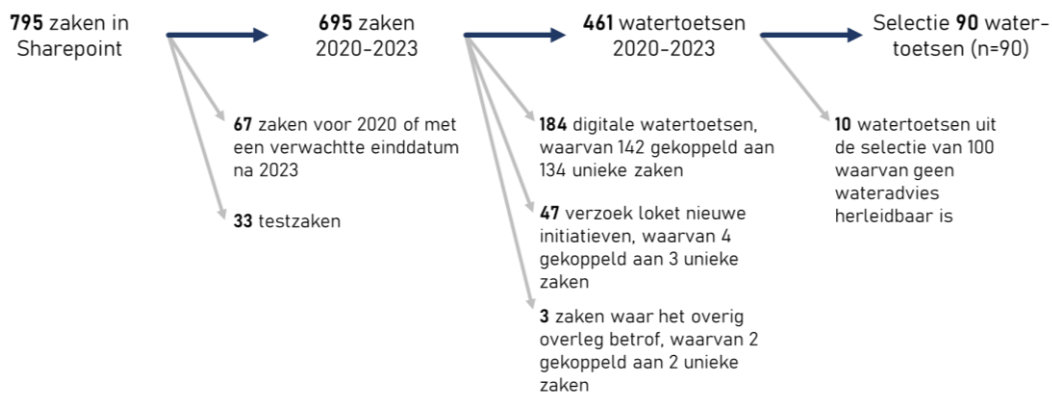 795 zaken in
Sharepoint
695 zaken
2020-2023
461 watertoetsen
2020-2023
Selectie 90 water-
toetsen (n=90)
67 zaken voor 2020 of met
een verwachtte einddatum
na 2023
33 testzaken
184 digitale watertoetsen,
waarvan 142 gekoppeld aan
134 unieke zaken
47 verzoek loket nieuwe
initiatieven, waarvan 4
gekoppeld aan 3 unieke
zaken
3 zaken waar het overig
overleg betrof, waarvan 2
gekoppeld aan 2 unieke
zaken
10 watertoetsen uit
de selectie van 100
waarvan geen
wateradvies
herleidbaar is